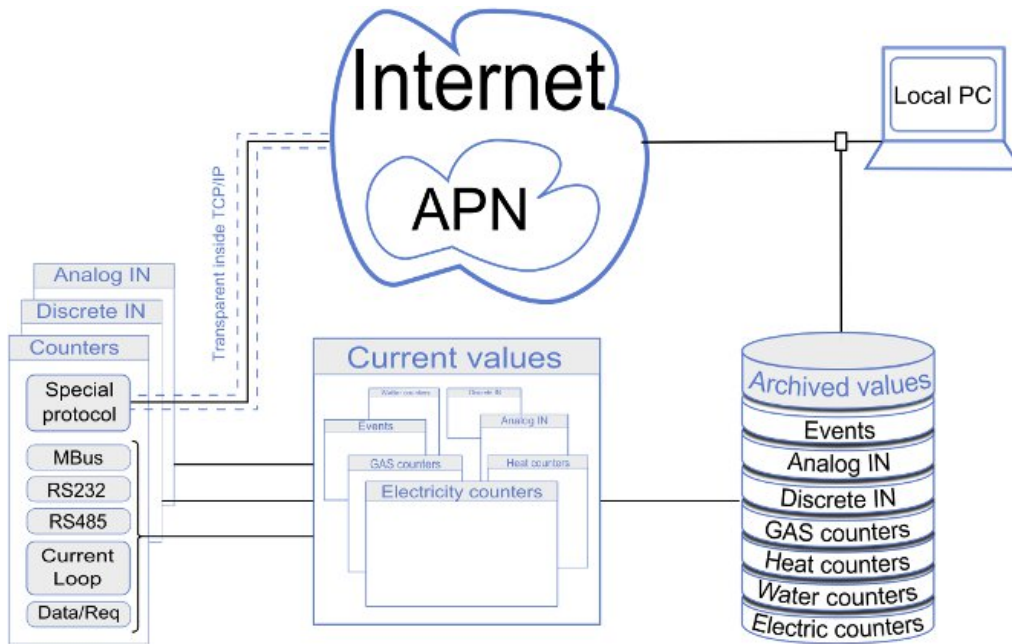 Internet
APN
Local PC
Transparent inside TCP/IP
Analog IN
Discrete IN
Counters
Special
protocol
MBus
RS232
RS485
Current
Loop
Data/Req
Current values
Water counters
Discrete IN
Events
Analog IN
GAS counters
Heat counters
Electricity counters
Archived values
Events
Analog IN
Discrete IN
GAS counters
Heat counters
Water counters
Electric counters